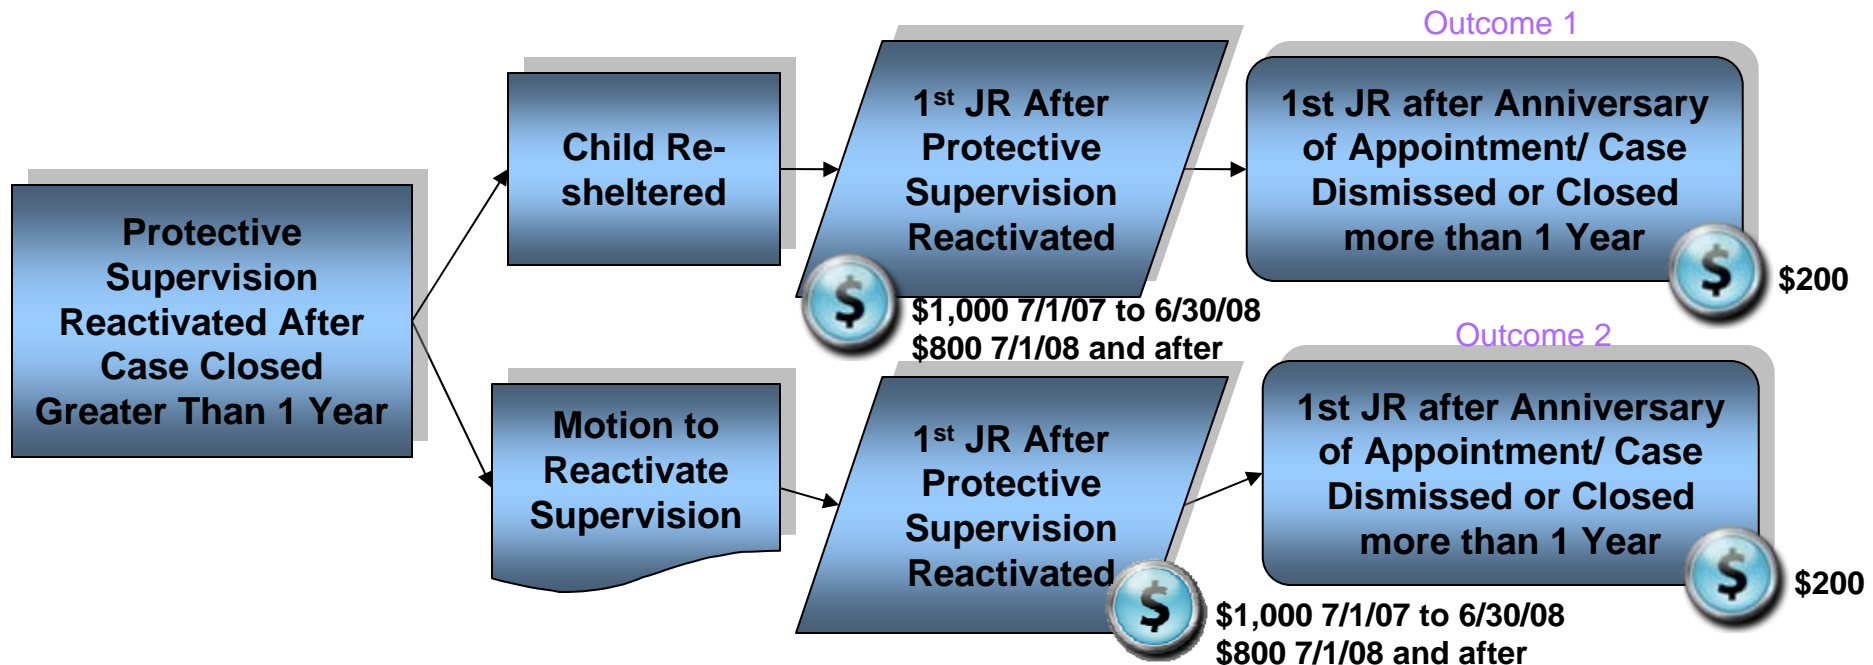 Protective
Supervision
Reactivated After
Case Closed
Greater Than 1 Year
Child Re-
sheltered
1st JR After
Protective
Supervision
Reactivated
$
$1,000 7/1/07 to 6/30/08
$800 7/1/08 and after
Outcome 1
1st JR after Anniversary
of Appointment/ Case
Dismissed or Closed
more than 1 Year
$
$200
Motion to
Reactivate
Supervision
1st JR After
Protective
Supervision
Reactivated
$
$1,000 7/1/07 to 6/30/08
$800 7/1/08 and after
Outcome 2
1st JR after Anniversary
of Appointment/ Case
Dismissed or Closed
more than 1 Year
$
$200